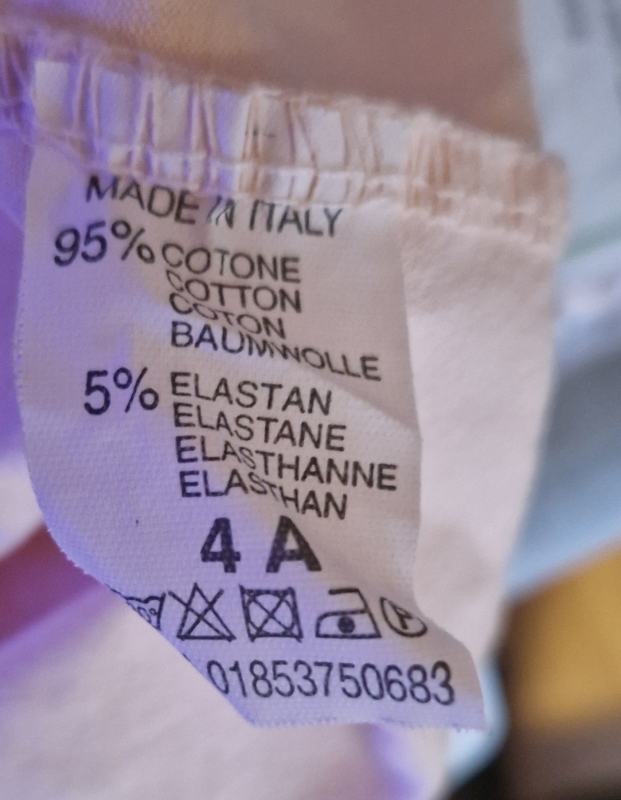 MADE IN ITALY
95% COTONE
COTTON
COTON
BAUMWOLLE
5% ELASTAN
ELASTANE
ELASTHANNE
ELASTHAN
4 A
P
01853750683